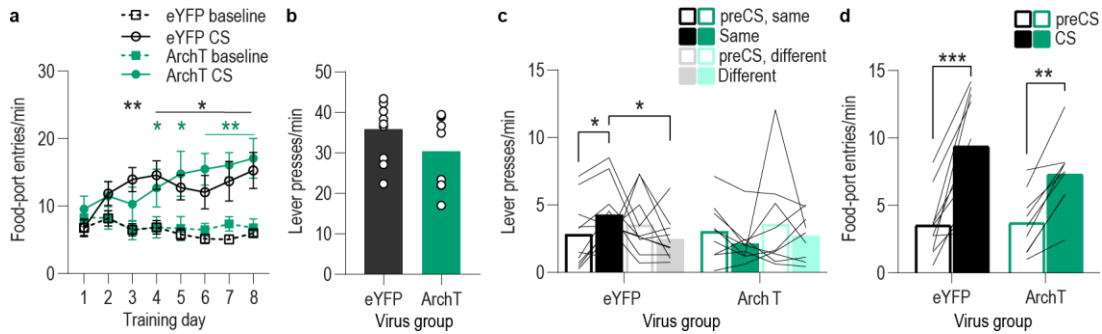 a
eYFP baseline
eYFP CS
ArchT baseline
ArchT CS
Food-port entries/min
30
20
10
0
** *
* * **
1 2 3 4 5 6 7 8
Training day
b
Lever presses/min
50
40
30
20
10
0
eYFP ArchT
Virus group
c
preCS, same
Same
preCS, different
Different
Lever presses/min
15
10
5
0
* *
eYFP ArchT
Virus group
d
preCS
CS
Food-port entries/min
15
10
5
0
*** **
eYFP ArchT
Virus group